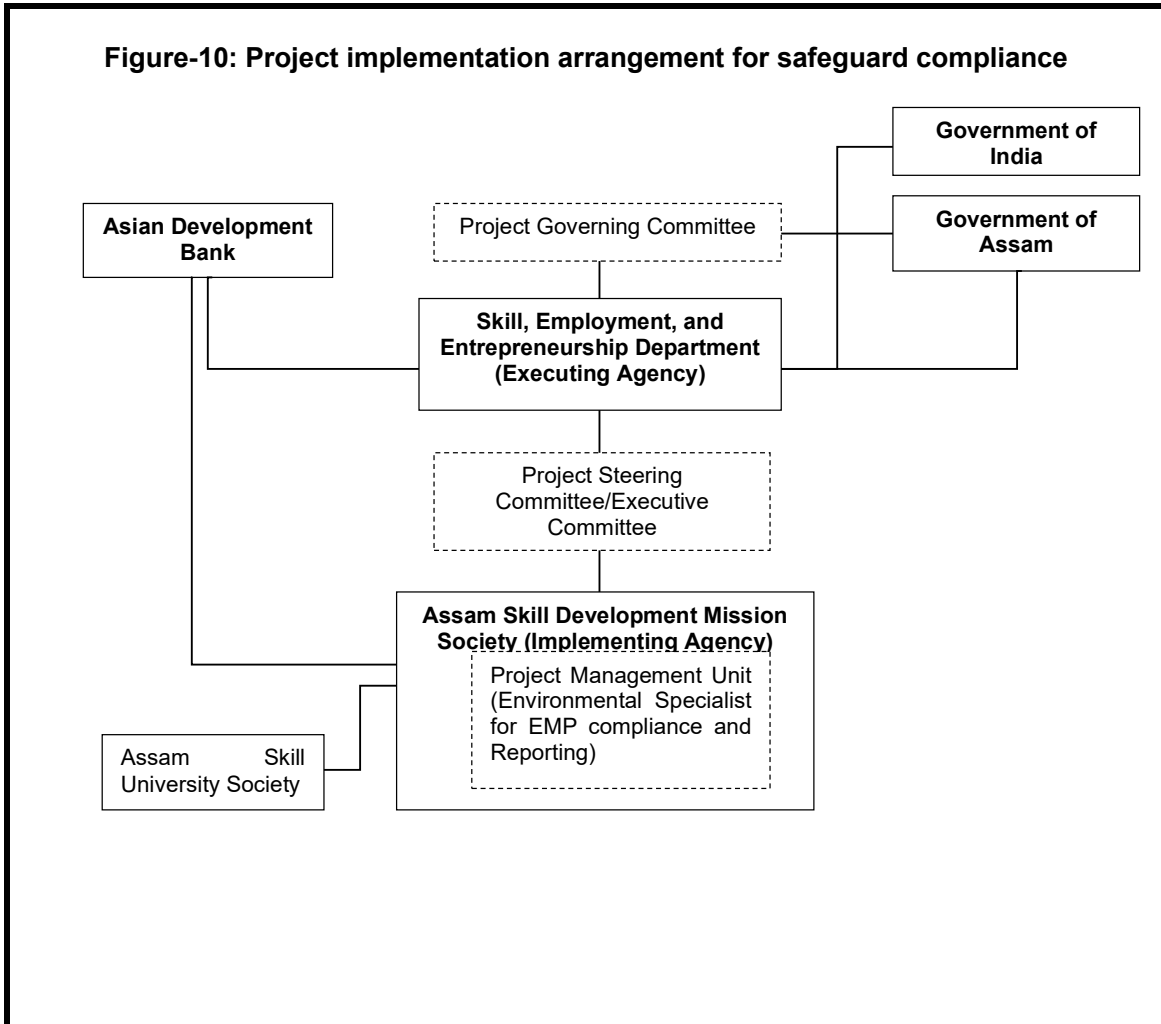 Figure-10: Project implementation arrangement for safeguard compliance
Government of
India
Asian Development
Bank
Project Governing Committee
Government of
Assam
Skill, Employment, and
Entrepreneurship Department
(Executing Agency)
Project Steering
Committee/Executive
Committee
Assam Skill Development Mission
Society (Implementing Agency)
Project Management Unit
(Environmental Specialist
for EMP compliance and
Reporting)
Assam Skill
University Society